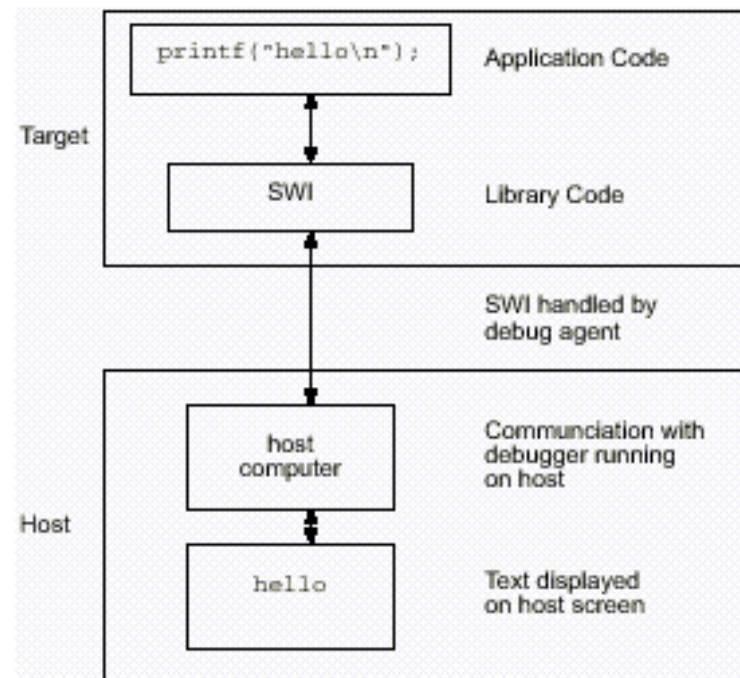 printf("hello\n");
Application Code
Target
SWI
Library Code
SWI handled by
debug agent
host
computer
Communciation with
debugger running
on host
Host
hello
Text displayed
on host screen